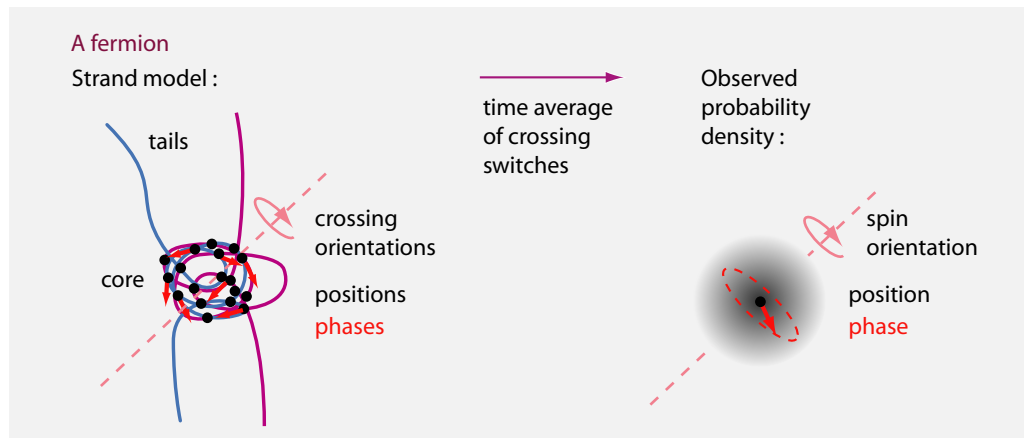 A fermion
Strand model :
tails
core
crossing
orientations
positions
phases
time average
of crossing
switches
Observed
probability
density :
spin
orientation
position
phase